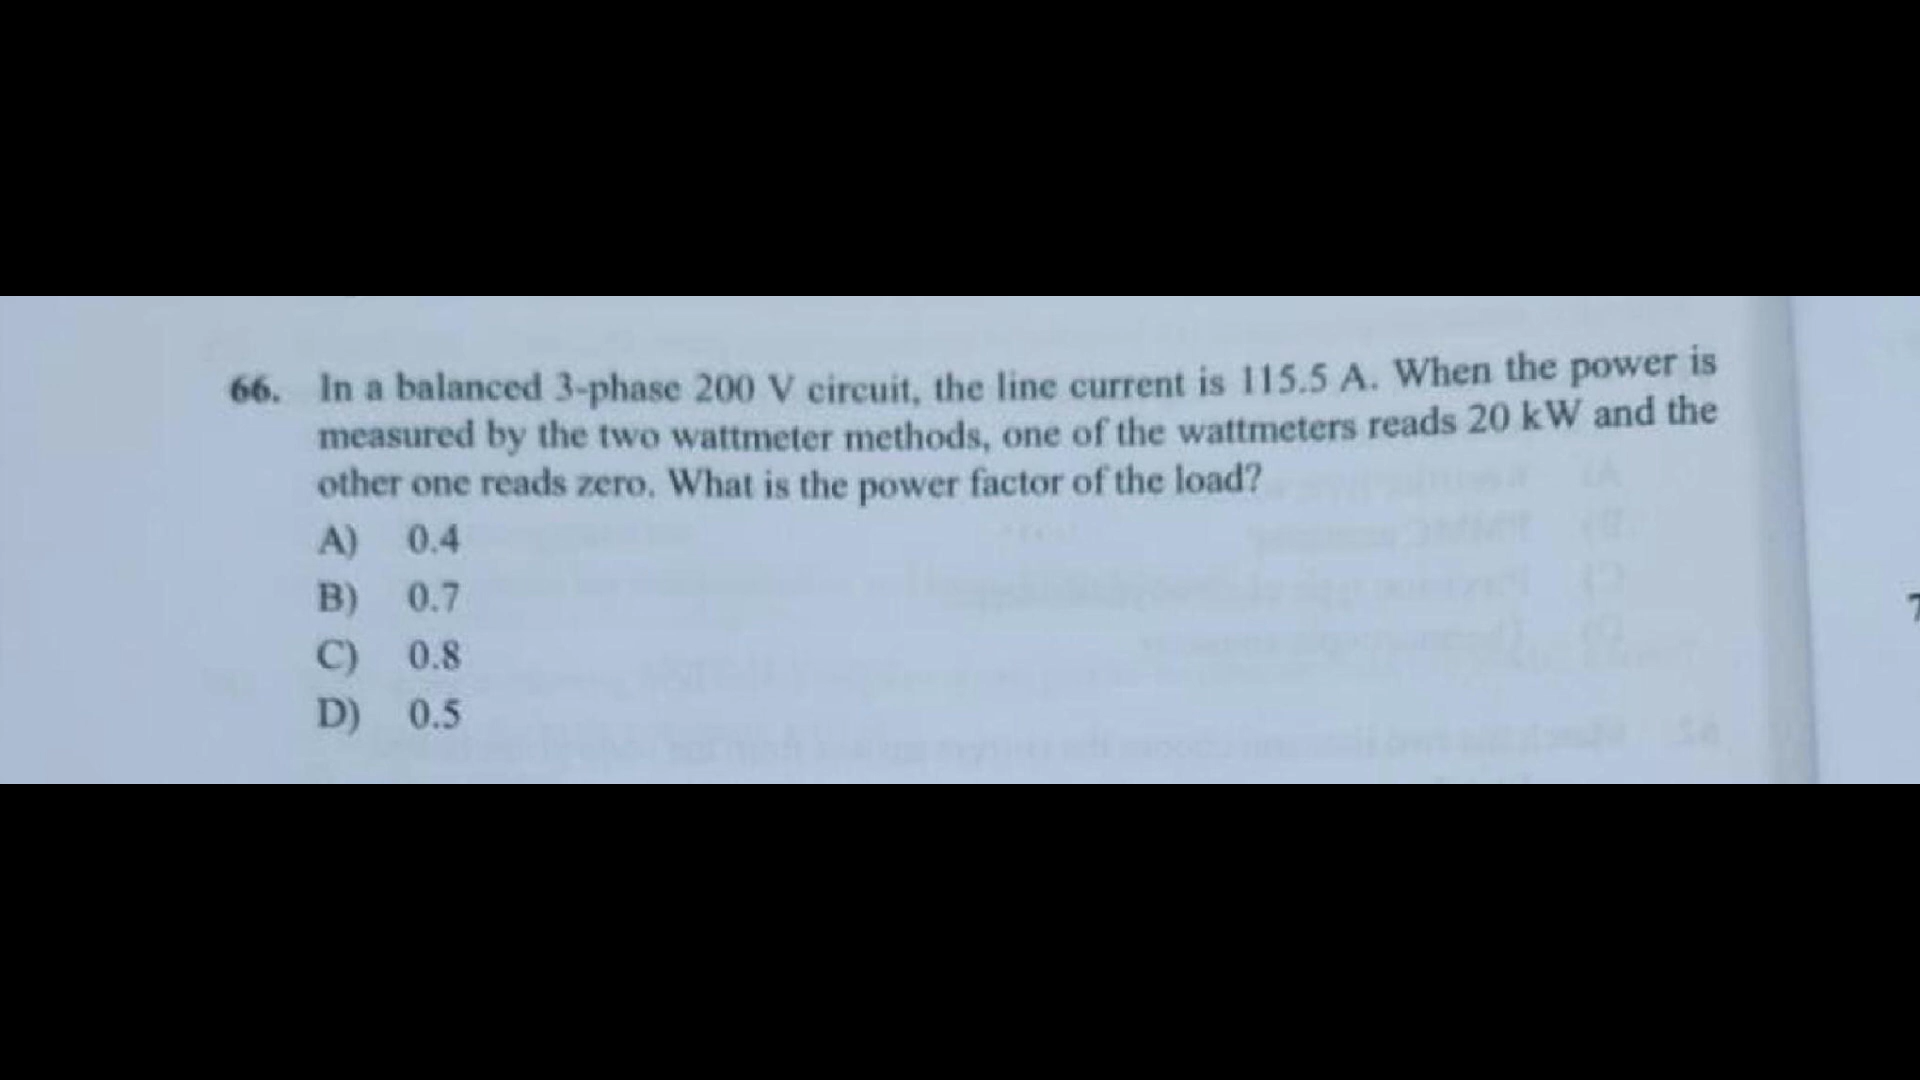 66. In a balanced 3-phase 200 V circuit, the line current is 115.5 A. When the power is
measured by the two wattmeter methods, one of the wattmeters reads 20 kW and the
other one reads zero. What is the power factor of the load?
A) 0.4
B) 0.7
C) 0.8
D) 0.5